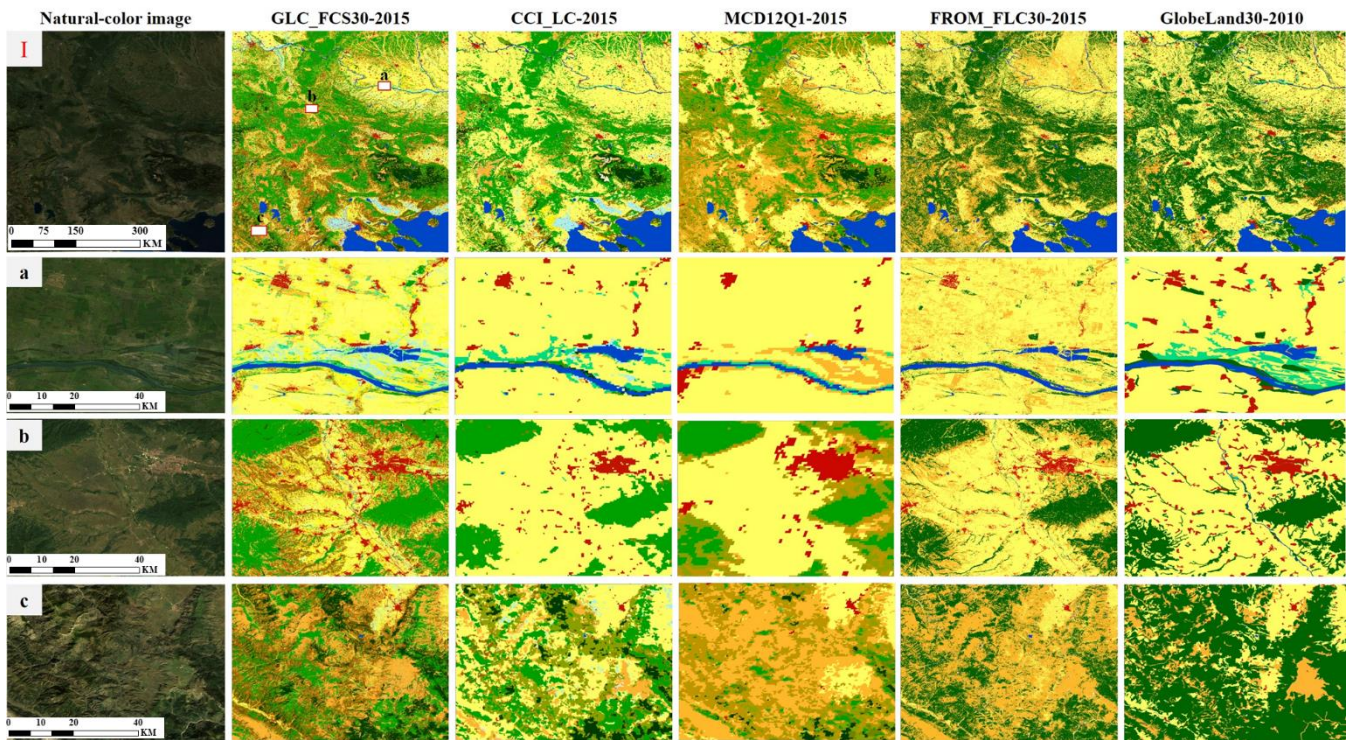 Natural-color image GLC_FCS30-2015 CCI_LC-2015 MCD12Q1-2015 FROM_FLC30-2015 GlobeLand30-2010
I
a
b
c
0 75 150 300
KM
a
0 10 20 40
KM
b
0 10 20 40
KM
c
0 10 20 40
KM